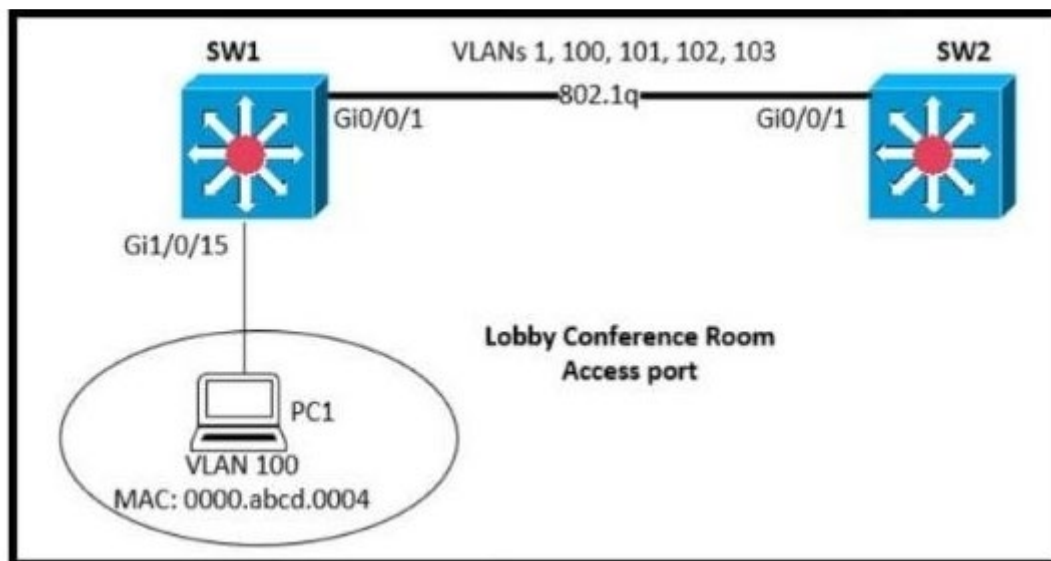 SW1
VLANs 1, 100, 101, 102, 103
SW2
802.1q
Gi0/0/1
Gi0/0/1
Gi1/0/15
Lobby Conference Room
Access port
PC1
VLAN 100
MAC: 0000.abcd.0004